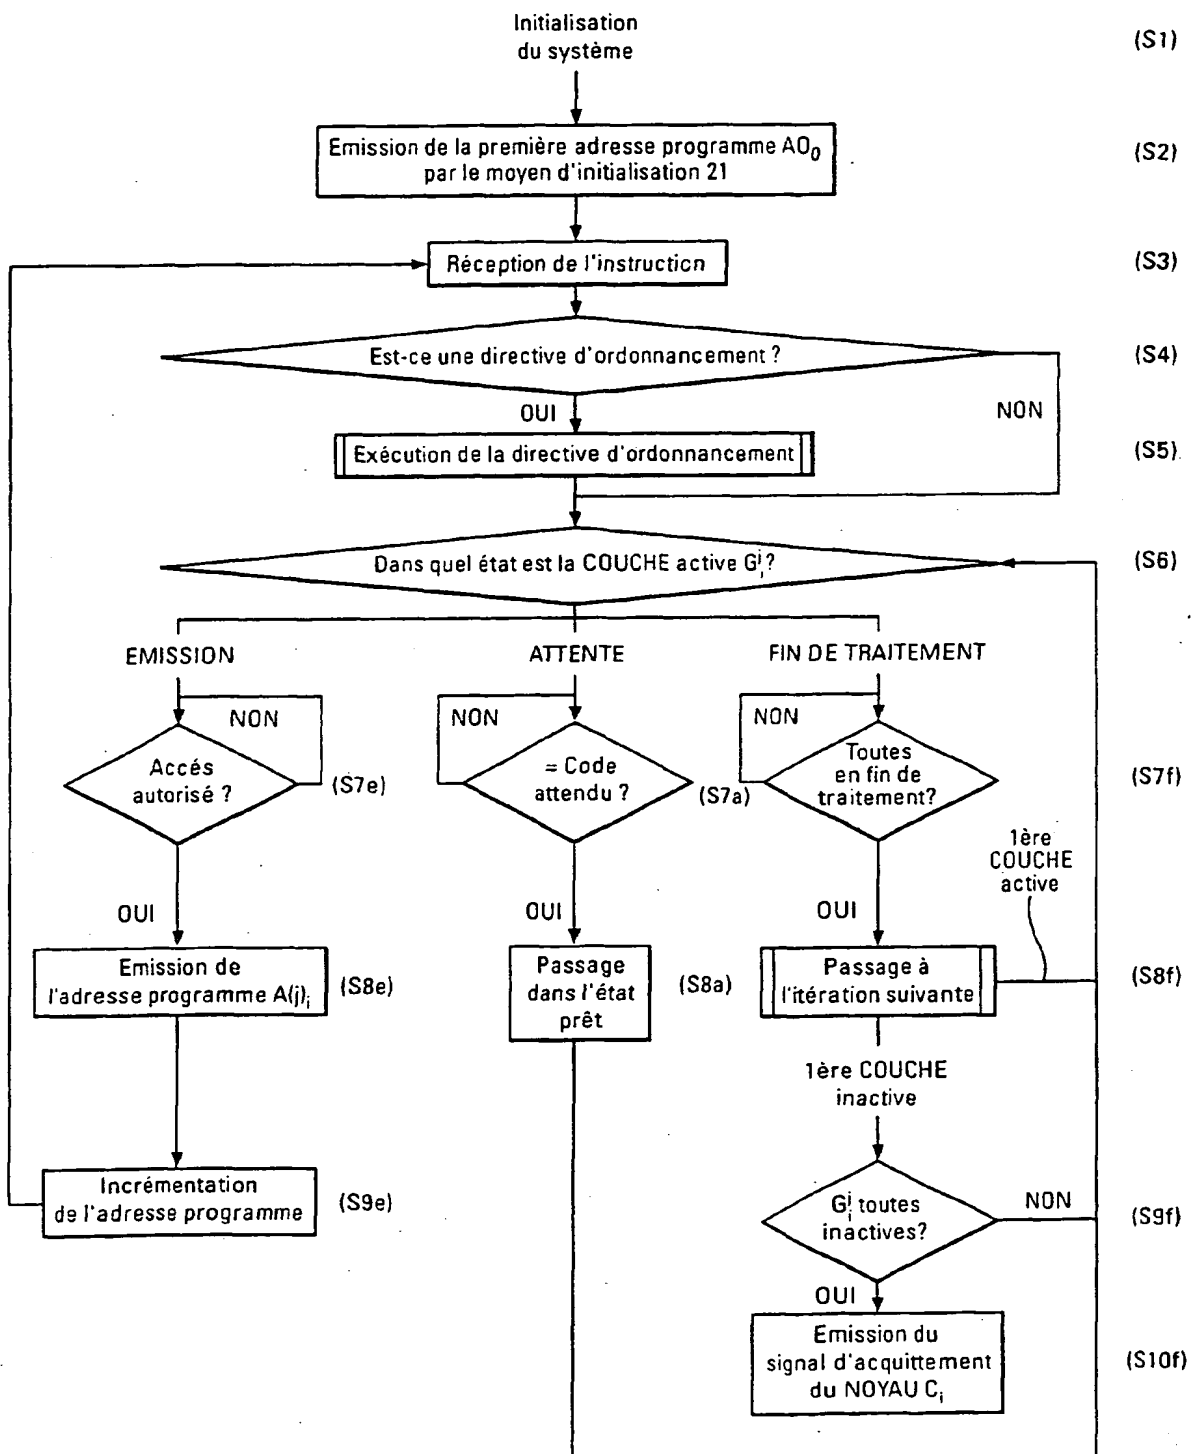 Initialisation
du système
(S1)
Emission de la première adresse programme AO₀
par le moyen d'initialisation 21
(S2)
Réception de l'instruction
(S3)
Est-ce une directive d'ordonnancement ?
(S4)
OUI
NON
Exécution de la directive d'ordonnancement
(S5)
Dans quel état est la COUCHE active Gᵢʲ?
(S6)
EMISSION
ATTENTE
FIN DE TRAITEMENT
NON
NON
NON
Accés
autorisé ?
(S7e)
= Code
attendu ?
(S7a)
Toutes
en fin de
traitement?
(S7f)
1ère
COUCHE
active
OUI
OUI
OUI
Emission de
l'adresse programme A(j)ᵢ
(S8e)
Passage
dans l'état
prêt
(S8a)
Passage à
l'itération suivante
(S8f)
1ère COUCHE
inactive
Incrémentation
de l'adresse programme
(S9e)
Gᵢʲ toutes
inactives?
NON
(S9f)
OUI
Emission du
signal d'acquittement
du NOYAU Cᵢ
(S10f)